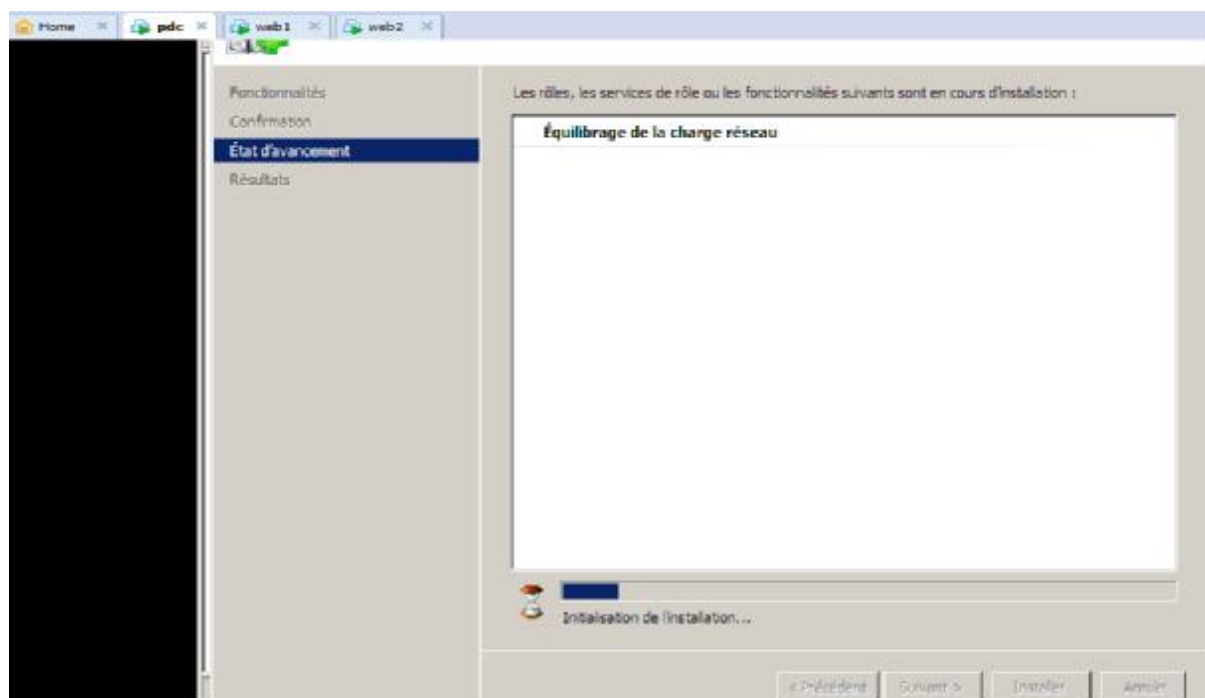 Home pdc web1 web2
Fonctionnalités
Confirmation
État d'avancement
Résultats
Les rôles, les services de rôle ou les fonctionnalités suivants sont en cours d'installation :
Équilibrage de la charge réseau
Initialisation de l'installation...
< Précédent Suivant > Installer Annuler